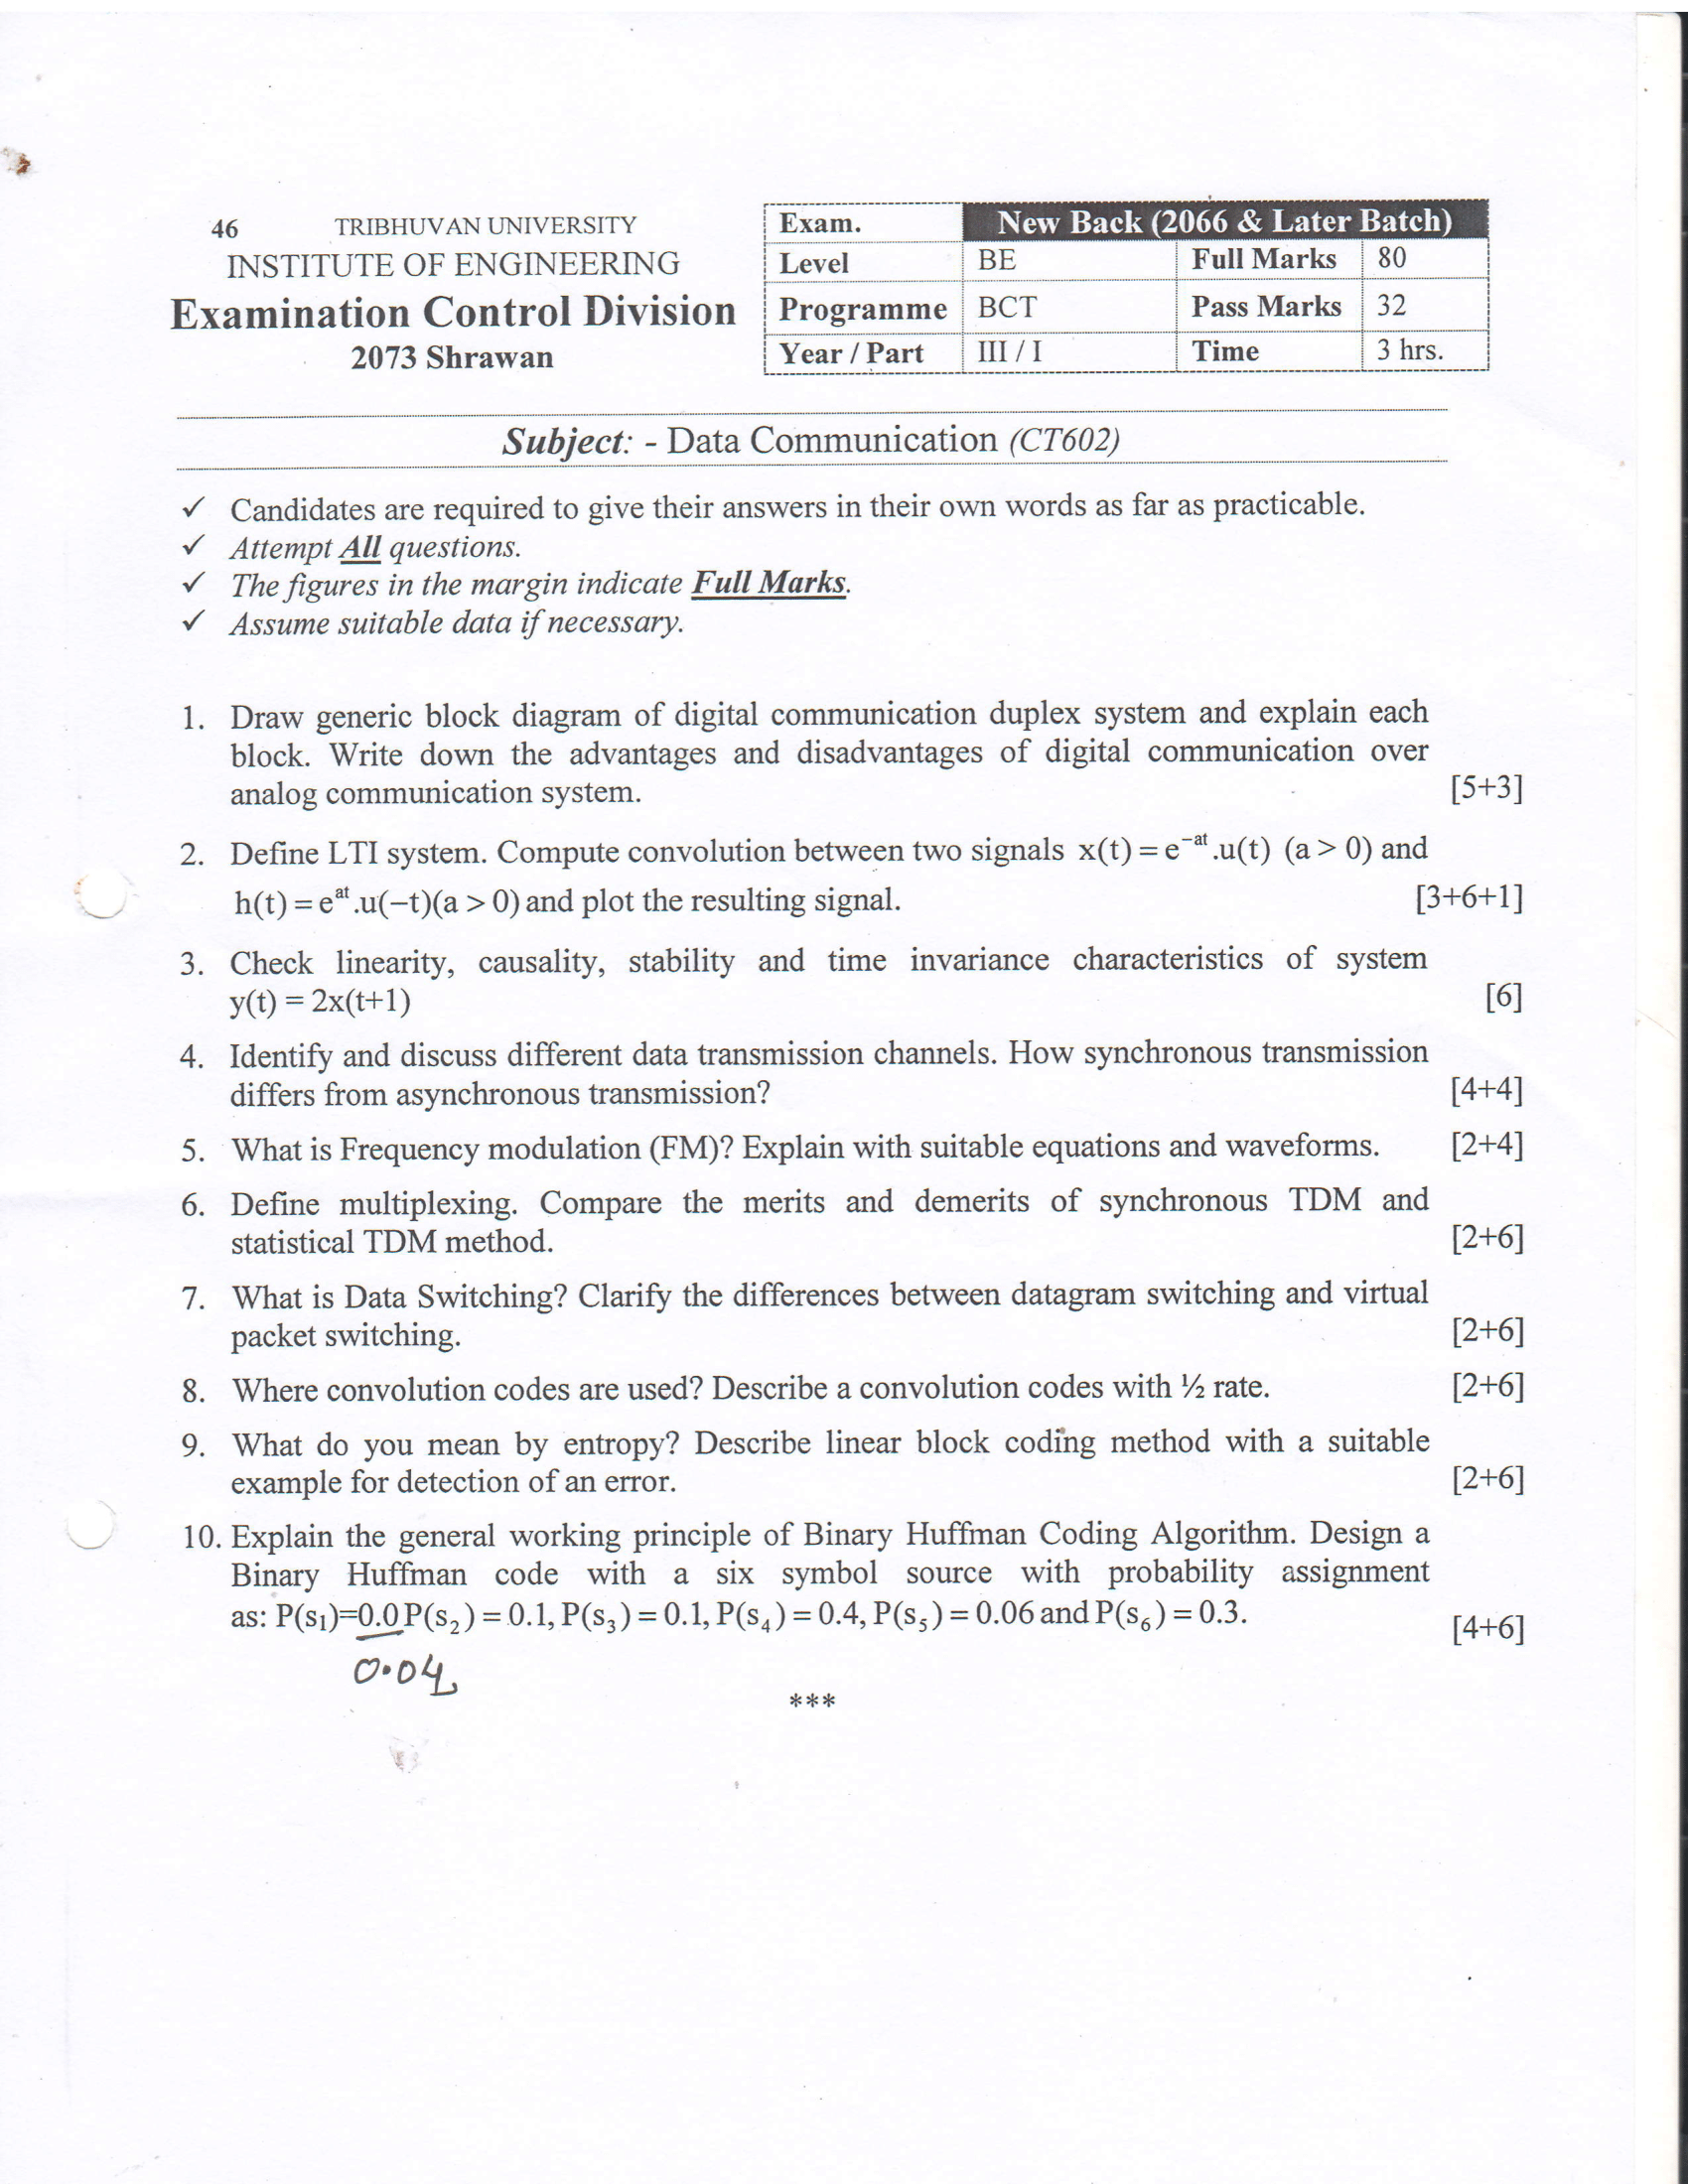 46 TRIBHUVAN UNIVERSITY
INSTITUTE OF ENGINEERING
Examination Control Division
2073 Shrawan
Exam. New Back (2066 & Later Batch)
Level BE Full Marks 80
Programme BCT Pass Marks 32
Year / Part III / I Time 3 hrs.
Subject: - Data Communication (CT602)
✓ Candidates are required to give their answers in their own words as far as practicable.
✓ Attempt All questions.
✓ The figures in the margin indicate Full Marks.
✓ Assume suitable data if necessary.
1. Draw generic block diagram of digital communication duplex system and explain each
block. Write down the advantages and disadvantages of digital communication over
analog communication system. [5+3]
2. Define LTI system. Compute convolution between two signals x(t) = e⁻ᵃᵗ.u(t) (a > 0) and
h(t) = eᵃᵗ.u(−t)(a > 0) and plot the resulting signal. [3+6+1]
3. Check linearity, causality, stability and time invariance characteristics of system
y(t) = 2x(t+1) [6]
4. Identify and discuss different data transmission channels. How synchronous transmission
differs from asynchronous transmission? [4+4]
5. What is Frequency modulation (FM)? Explain with suitable equations and waveforms. [2+4]
6. Define multiplexing. Compare the merits and demerits of synchronous TDM and
statistical TDM method. [2+6]
7. What is Data Switching? Clarify the differences between datagram switching and virtual
packet switching. [2+6]
8. Where convolution codes are used? Describe a convolution codes with ½ rate. [2+6]
9. What do you mean by entropy? Describe linear block coding method with a suitable
example for detection of an error. [2+6]
10. Explain the general working principle of Binary Huffman Coding Algorithm. Design a
Binary Huffman code with a six symbol source with probability assignment
as: P(s₁)=0.0 P(s₂) = 0.1, P(s₃) = 0.1, P(s₄) = 0.4, P(s₅) = 0.06 and P(s₆) = 0.3. [4+6]
0.04
***